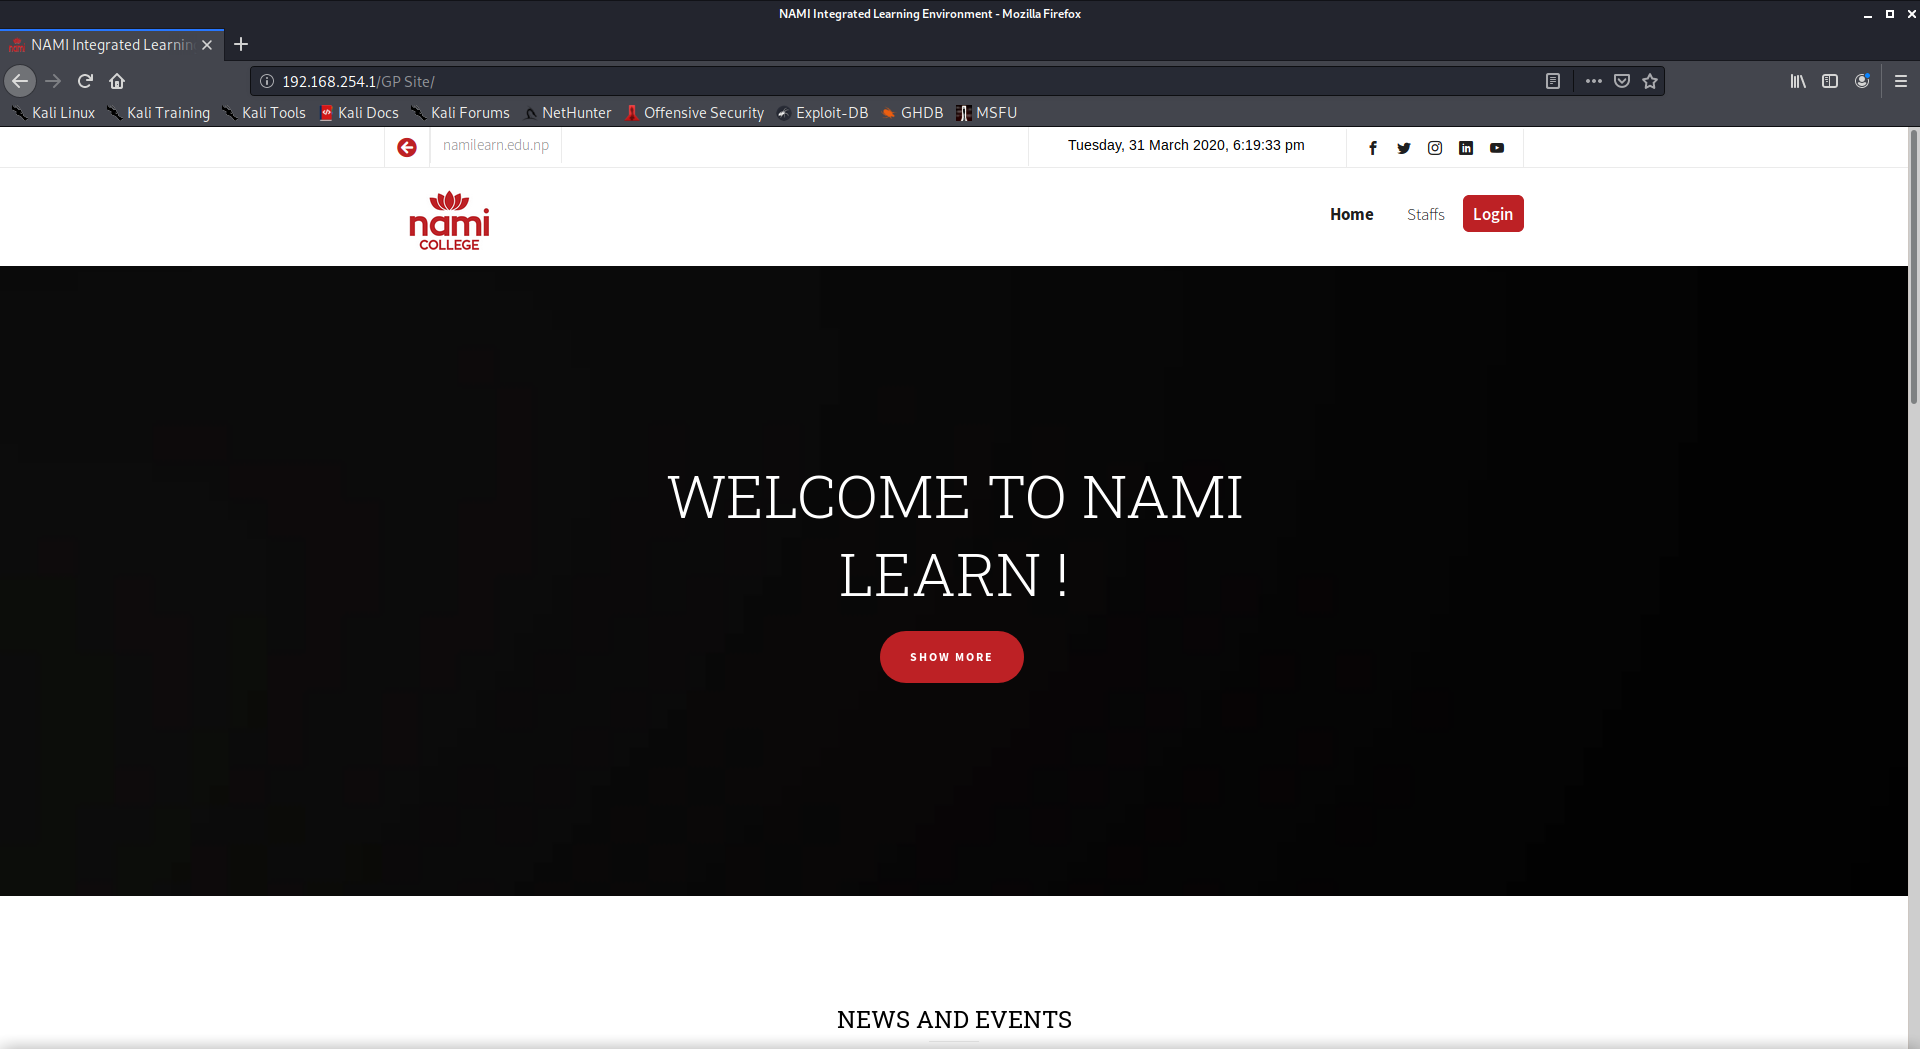 NAMI Integrated Learning Environment - Mozilla Firefox
NAMI Integrated Learnin
192.168.254.1/GP Site/
Kali Linux Kali Training Kali Tools Kali Docs Kali Forums NetHunter Offensive Security Exploit-DB GHDB MSFU
namilearn.edu.np Tuesday, 31 March 2020, 6:19:33 pm
nami
COLLEGE
Home Staffs Login
WELCOME TO NAMI
LEARN !
SHOW MORE
NEWS AND EVENTS